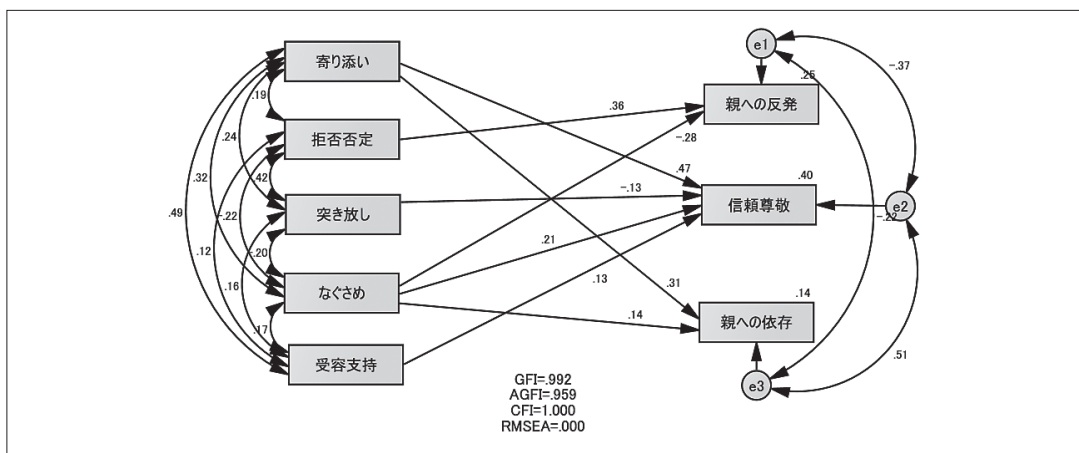 寄り添い
拒否否定
突き放し
なぐさめ
受容支持
.19
.24
.42
.32
-.22
.49
.12
-.20
.16
.17
.36
-.28
.47
-.13
.21
.13
.31
.14
e1
.25
親への反発
-.37
.40
信頼尊敬
e2
-.22
.14
親への依存
.51
e3
GFI=.992
AGFI=.959
CFI=1.000
RMSEA=.000